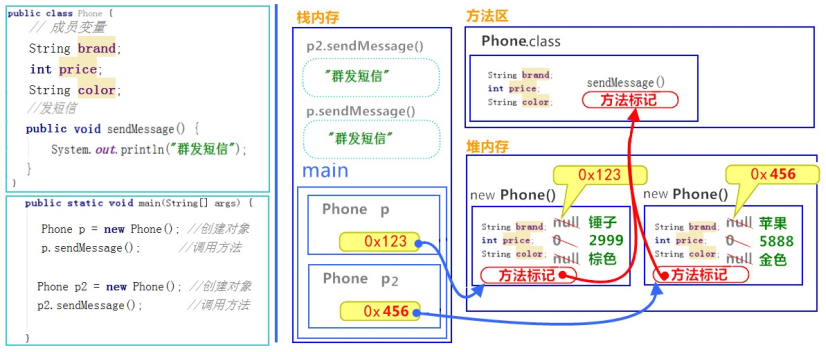 public class Phone {
// 成员变量
String brand;
int price;
String color;
//发短信
public void sendMessage() {
System.out.println("群发短信");
}
}
public static void main(String[] args) {
Phone p = new Phone(); //创建对象
p.sendMessage(); //调用方法
Phone p2 = new Phone(); //创建对象
p2.sendMessage(); //调用方法
}
栈内存
p2.sendMessage()
"群发短信"
p.sendMessage()
"群发短信"
main
Phone p
0x123
Phone p2
0x456
方法区
Phone.class
String brand;
int price;
String color;
sendMessage()
方法标记
堆内存
0x123
new Phone()
String brand; null 锤子
int price; 0 2999
String color; null 棕色
方法标记
0x456
new Phone()
String brand; null 苹果
int price; 0 5888
String color; null 金色
方法标记